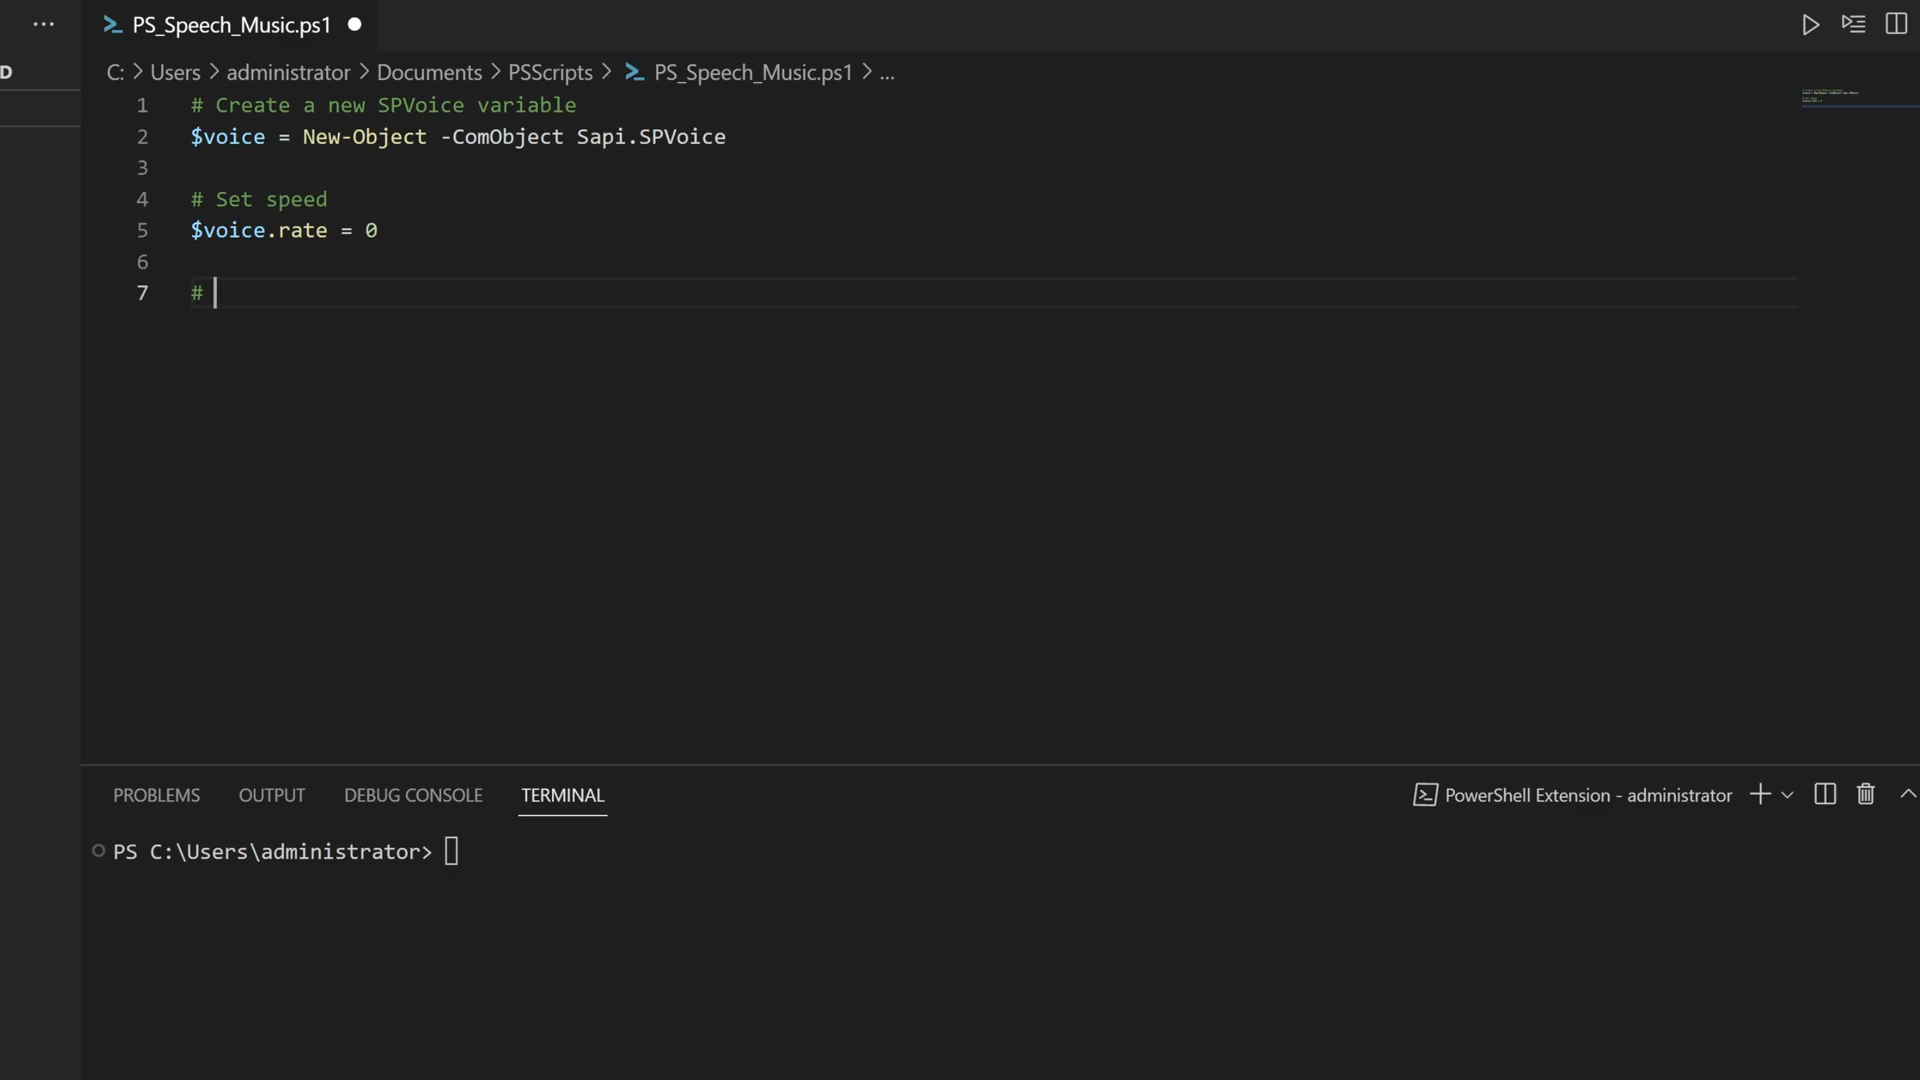 PS_Speech_Music.ps1
D
C: > Users > administrator > Documents > PSScripts > PS_Speech_Music.ps1 > ...
1 # Create a new SPVoice variable
2 $voice = New-Object -ComObject Sapi.SPVoice
3
4 # Set speed
5 $voice.rate = 0
6
7 #
PROBLEMS OUTPUT DEBUG CONSOLE TERMINAL PowerShell Extension - administrator
PS C:\Users\administrator>